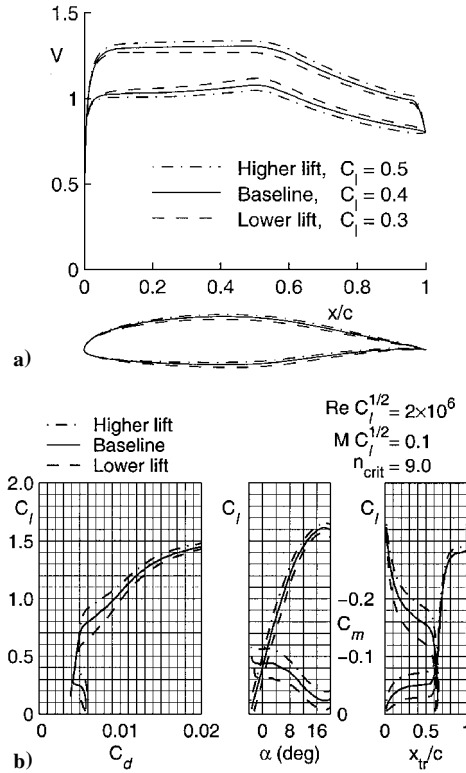 1.5
V
1
0.5
0
Higher lift, C_l = 0.5
Baseline, C_l = 0.4
Lower lift, C_l = 0.3
0 0.2 0.4 0.6 0.8 1
x/c
a)
Higher lift
Baseline
Lower lift
Re C_l^{1/2} = 2×10^6
M C_l^{1/2} = 0.1
n_crit = 9.0
2.0
C_l
1.5
1.0
0.5
0
0 0.01 0.02
C_d
C_l
0 8 16
α (deg)
-0.2
C_m
-0.1
0
C_l
0 0.5 1
x_tr/c
b)